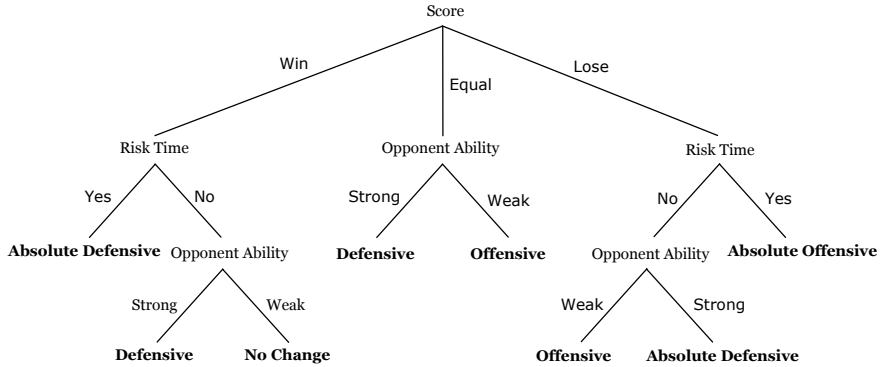 Score
Win
Equal
Lose
Risk Time
Opponent Ability
Risk Time
Yes
No
Strong
Weak
No
Yes
Absolute Defensive
Opponent Ability
Defensive
Offensive
Opponent Ability
Absolute Offensive
Strong
Weak
Weak
Strong
Defensive
No Change
Offensive
Absolute Defensive